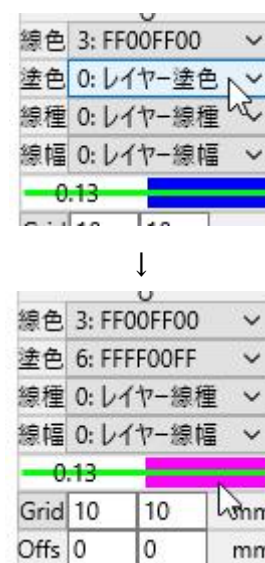 線色 3: FF00FF00
塗色 0: レイヤー塗色
線種 0: レイヤー線種
線幅 0: レイヤー線幅
0.13
↓
線色 3: FF00FF00
塗色 6: FFFF00FF
線種 0: レイヤー線種
線幅 0: レイヤー線幅
0.13
Grid 10 10 mm
Offs 0 0 mm